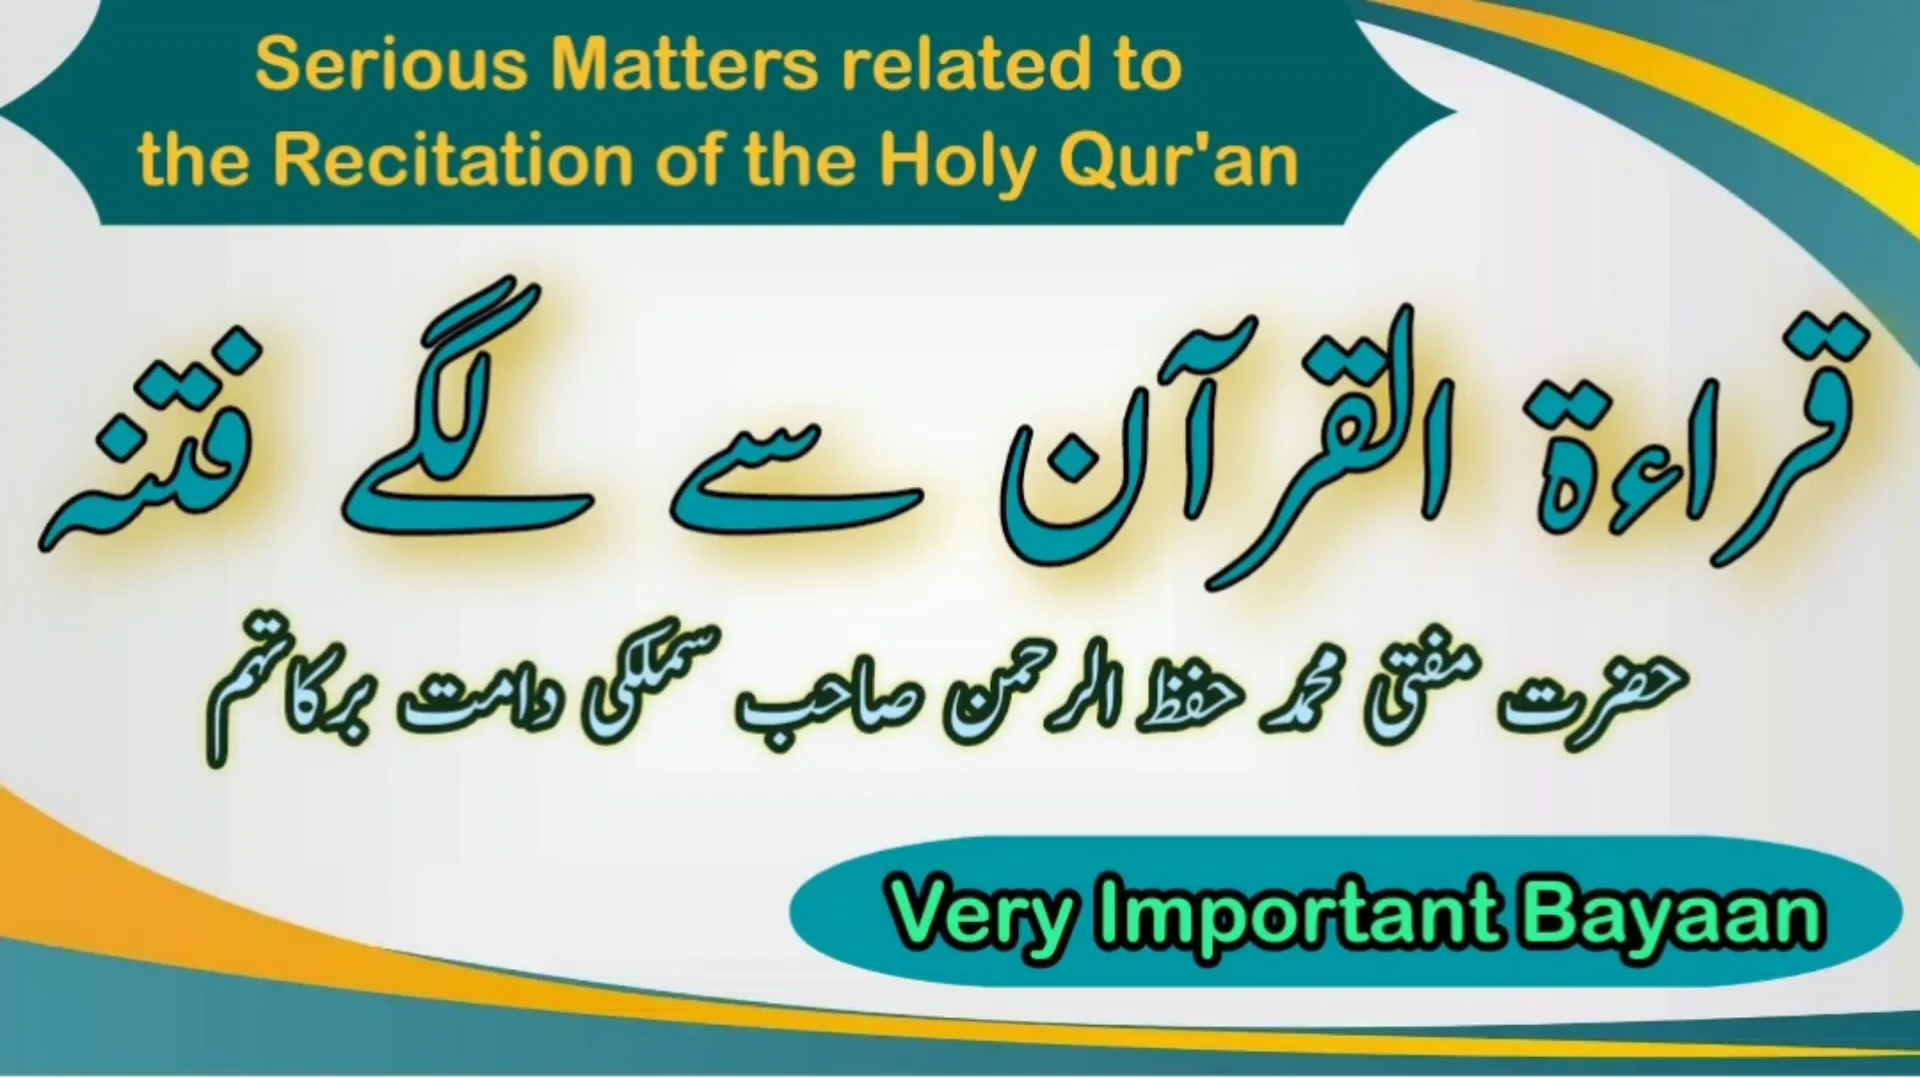 Serious Matters related to
the Recitation of the Holy Qur'an
قراءة القرآن سے لگے فتنہ
حضرت مفتی محمد حفظ الرحمن صاحب سملکی دامت برکاتہم
Very Important Bayaan